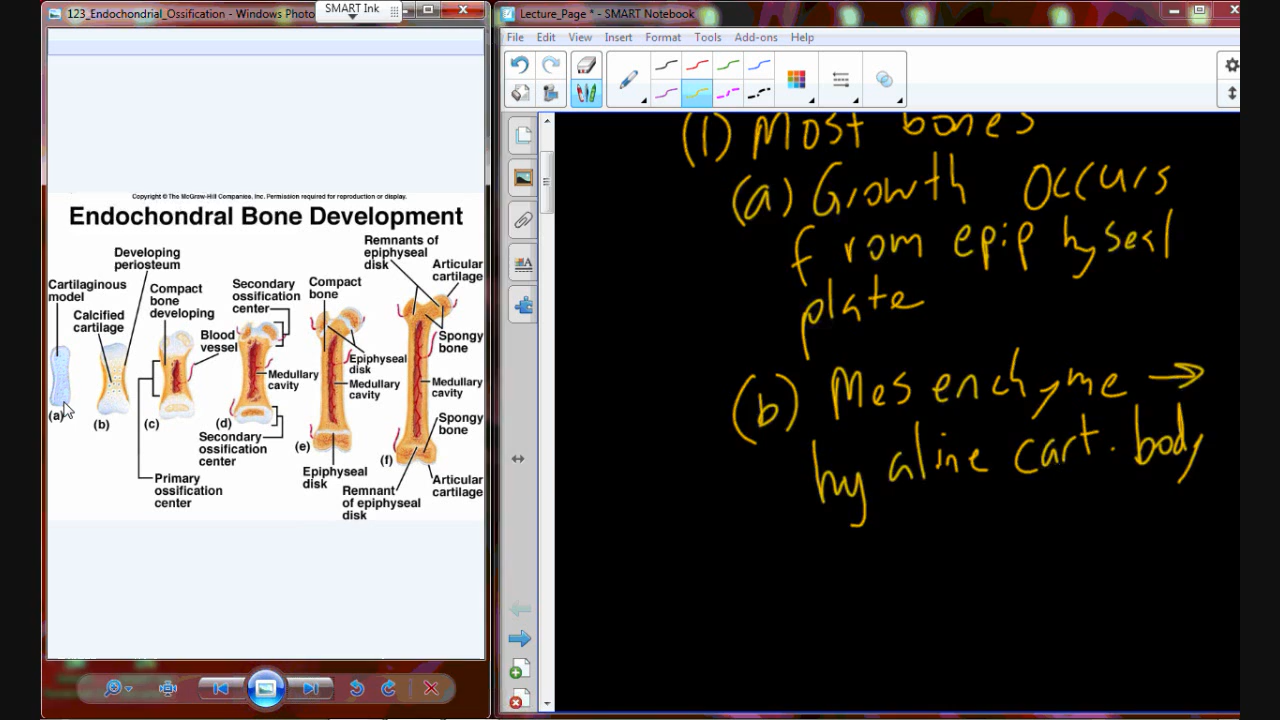 123_Endochondral_Ossification - Windows Photo
SMART Ink
Copyright © The McGraw-Hill Companies, Inc. Permission required for reproduction or display.
Endochondral Bone Development
Cartilaginous
model
Calcified
cartilage
Developing
periosteum
Compact
bone
developing
Blood
vessel
Secondary
ossification
center
Medullary
cavity
Secondary
ossification
center
Primary
ossification
center
Compact
bone
Epiphyseal
disk
Medullary
cavity
Epiphyseal
disk
Remnants of
epiphyseal
disk
Articular
cartilage
Spongy
bone
Medullary
cavity
Spongy
bone
Articular
cartilage
Remnant
of epiphyseal
disk
(a)
(b)
(c)
(d)
(e)
(f)
Lecture_Page * - SMART Notebook
File Edit View Insert Format Tools Add-ons Help
(1) Most bones
(a) Growth Occurs
from epiphyseal
plate
(b) Mesenchyme →
hyaline cart. body